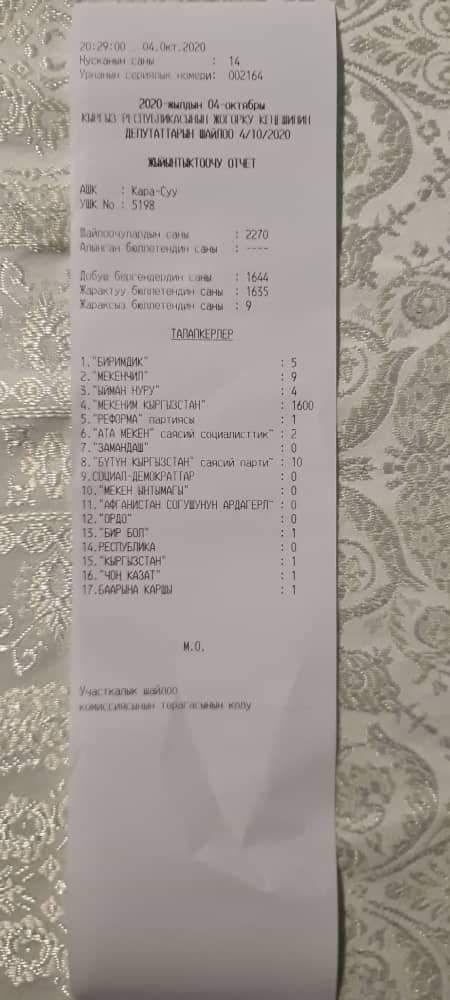 20:29:00 04.Окт.2020
Нусканын саны : 14
Урнанын сериялык номери: 002164
2020-жылдын 04-октябры
КЫРГЫЗ РЕСПУБЛИКАСЫНЫН ЖОГОРКУ КЕҢЕШИНИН
ДЕПУТАТТАРЫН ШАЙЛОО 4/10/2020
ЖЫЙЫНТЫКТООЧУ ОТЧЕТ
АШК : Кара-Суу
УШК No : 5198
Шайлоочулардын саны : 2270
Алынган бюллетендин саны : ----
Добуш бергендердин саны : 1644
Жарактуу бюллетендин саны : 1635
Жараксыз бюллетендин саны : 9
ТАЛАПКЕРЛЕР
1."БИРИМДИК" : 5
2."МЕКЕНЧИЛ" : 9
3."ЫЙМАН НУРУ" : 4
4."МЕКЕНИМ КЫРГЫЗСТАН" : 1600
5."РЕФОРМА" партиясы : 1
6."АТА МЕКЕН" саясий социалисттик~ : 2
7."ЗАМАНДАШ" : 0
8."БҮТҮН КЫРГЫЗСТАН" саясий парти~ : 10
9.СОЦИАЛ-ДЕМОКРАТТАР : 0
10."МЕКЕН ЫНТЫМАГЫ" : 0
11."АФГАНИСТАН СОГУШУНУН АРДАГЕРЛ~ : 0
12."ОРДО" : 0
13."БИР БОЛ" : 1
14.РЕСПУБЛИКА : 0
15."КЫРГЫЗСТАН" : 1
16."ЧОҢ КАЗАТ" : 1
17.БААРЫНА КАРШЫ : 1
М.О.
Участкалык шайлоо
комиссиясынын төрагасынын колу